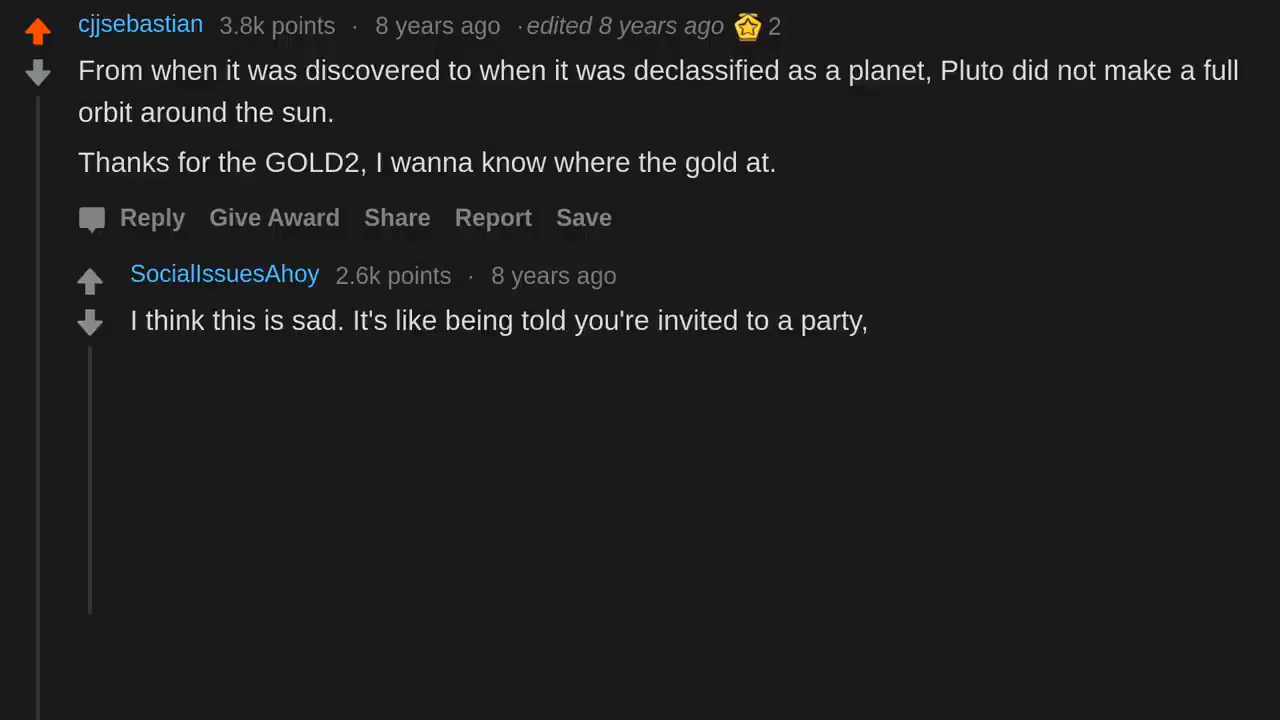 cjjsebastian 3.8k points · 8 years ago · edited 8 years ago 2
From when it was discovered to when it was declassified as a planet, Pluto did not make a full
orbit around the sun.
Thanks for the GOLD2, I wanna know where the gold at.
Reply Give Award Share Report Save
SocialIssuesAhoy 2.6k points · 8 years ago
I think this is sad. It's like being told you're invited to a party,